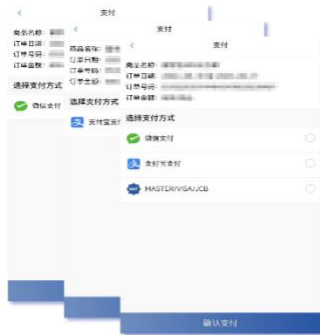 支付
商品名称:
订单日期:
订单号码:
订单金额:
选择支付方式
微信支付
支付
商品名称:
订单日期:
订单号码:
订单金额:
选择支付方式
支付宝支付
支付
商品名称:
订单日期:
订单号码:
订单金额:
选择支付方式
微信支付
支付宝支付
MASTER/VISA/JCB
确认支付